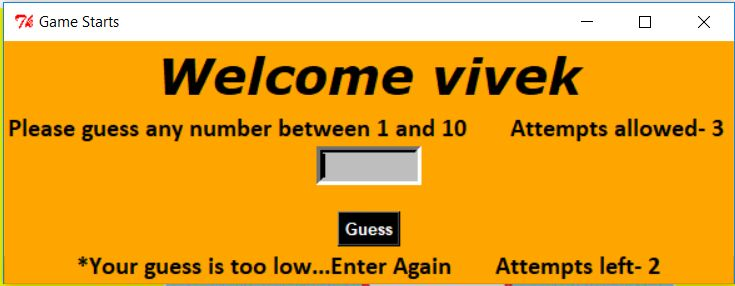 Game Starts
Welcome vivek
Please guess any number between 1 and 10 Attempts allowed- 3
Guess
*Your guess is too low...Enter Again Attempts left- 2